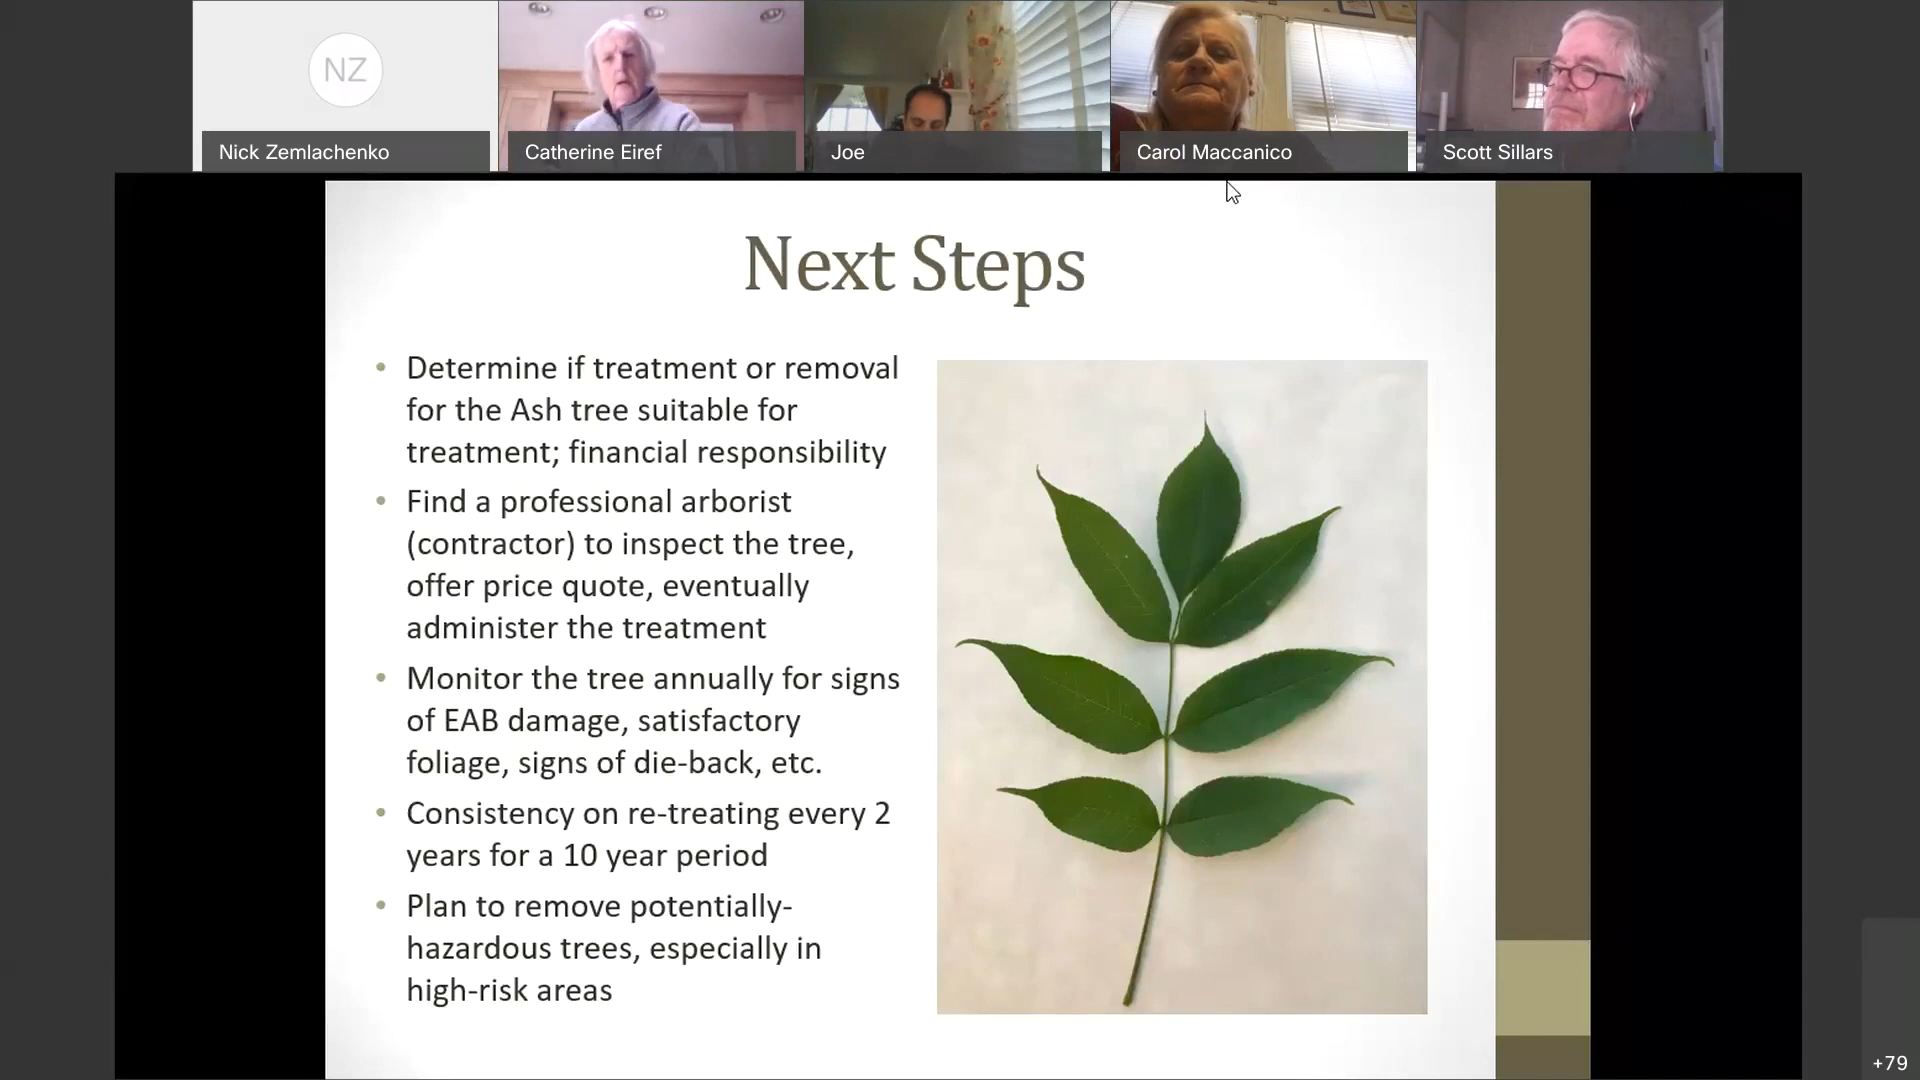 NZ
Nick Zemlachenko
Catherine Eiref
Joe
Carol Maccanico
Scott Sillars
Next Steps
• Determine if treatment or removal
for the Ash tree suitable for
treatment; financial responsibility
• Find a professional arborist
(contractor) to inspect the tree,
offer price quote, eventually
administer the treatment
• Monitor the tree annually for signs
of EAB damage, satisfactory
foliage, signs of die-back, etc.
• Consistency on re-treating every 2
years for a 10 year period
• Plan to remove potentially-
hazardous trees, especially in
high-risk areas
+79